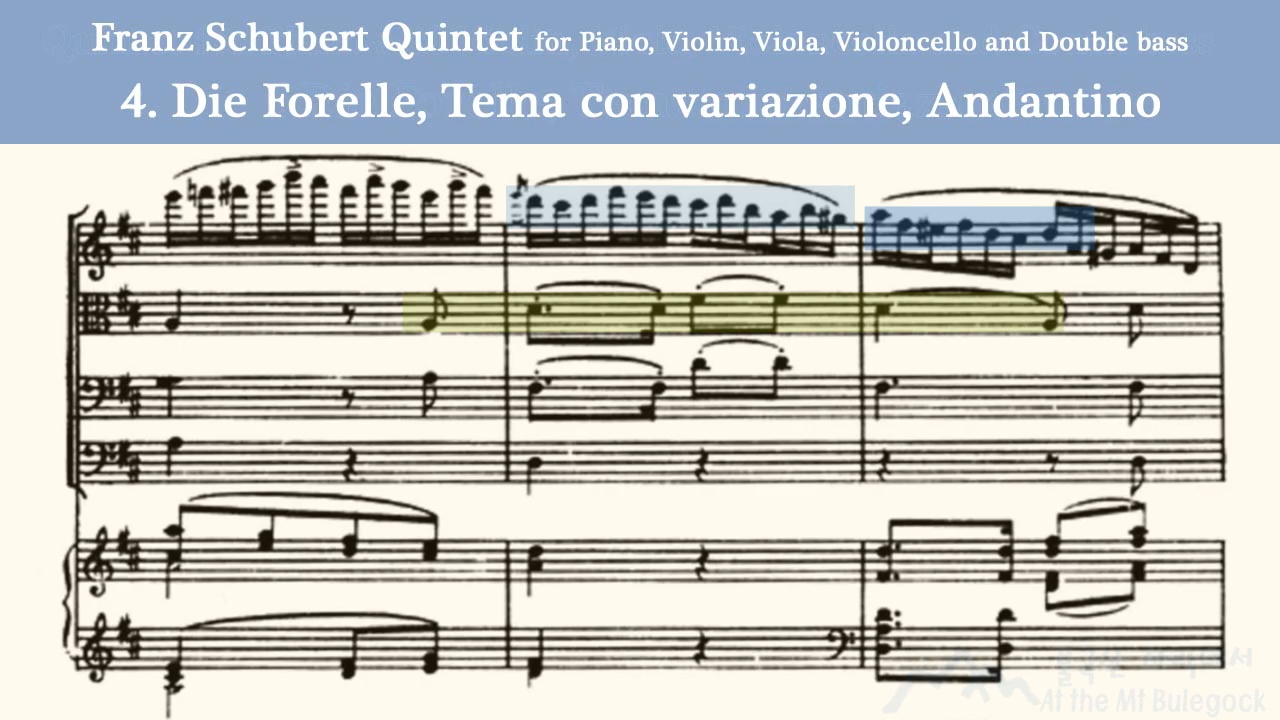 Franz Schubert Quintet for Piano, Violin, Viola, Violoncello and Double bass
4. Die Forelle, Tema con variazione, Andantino
At the Mt Bulegock